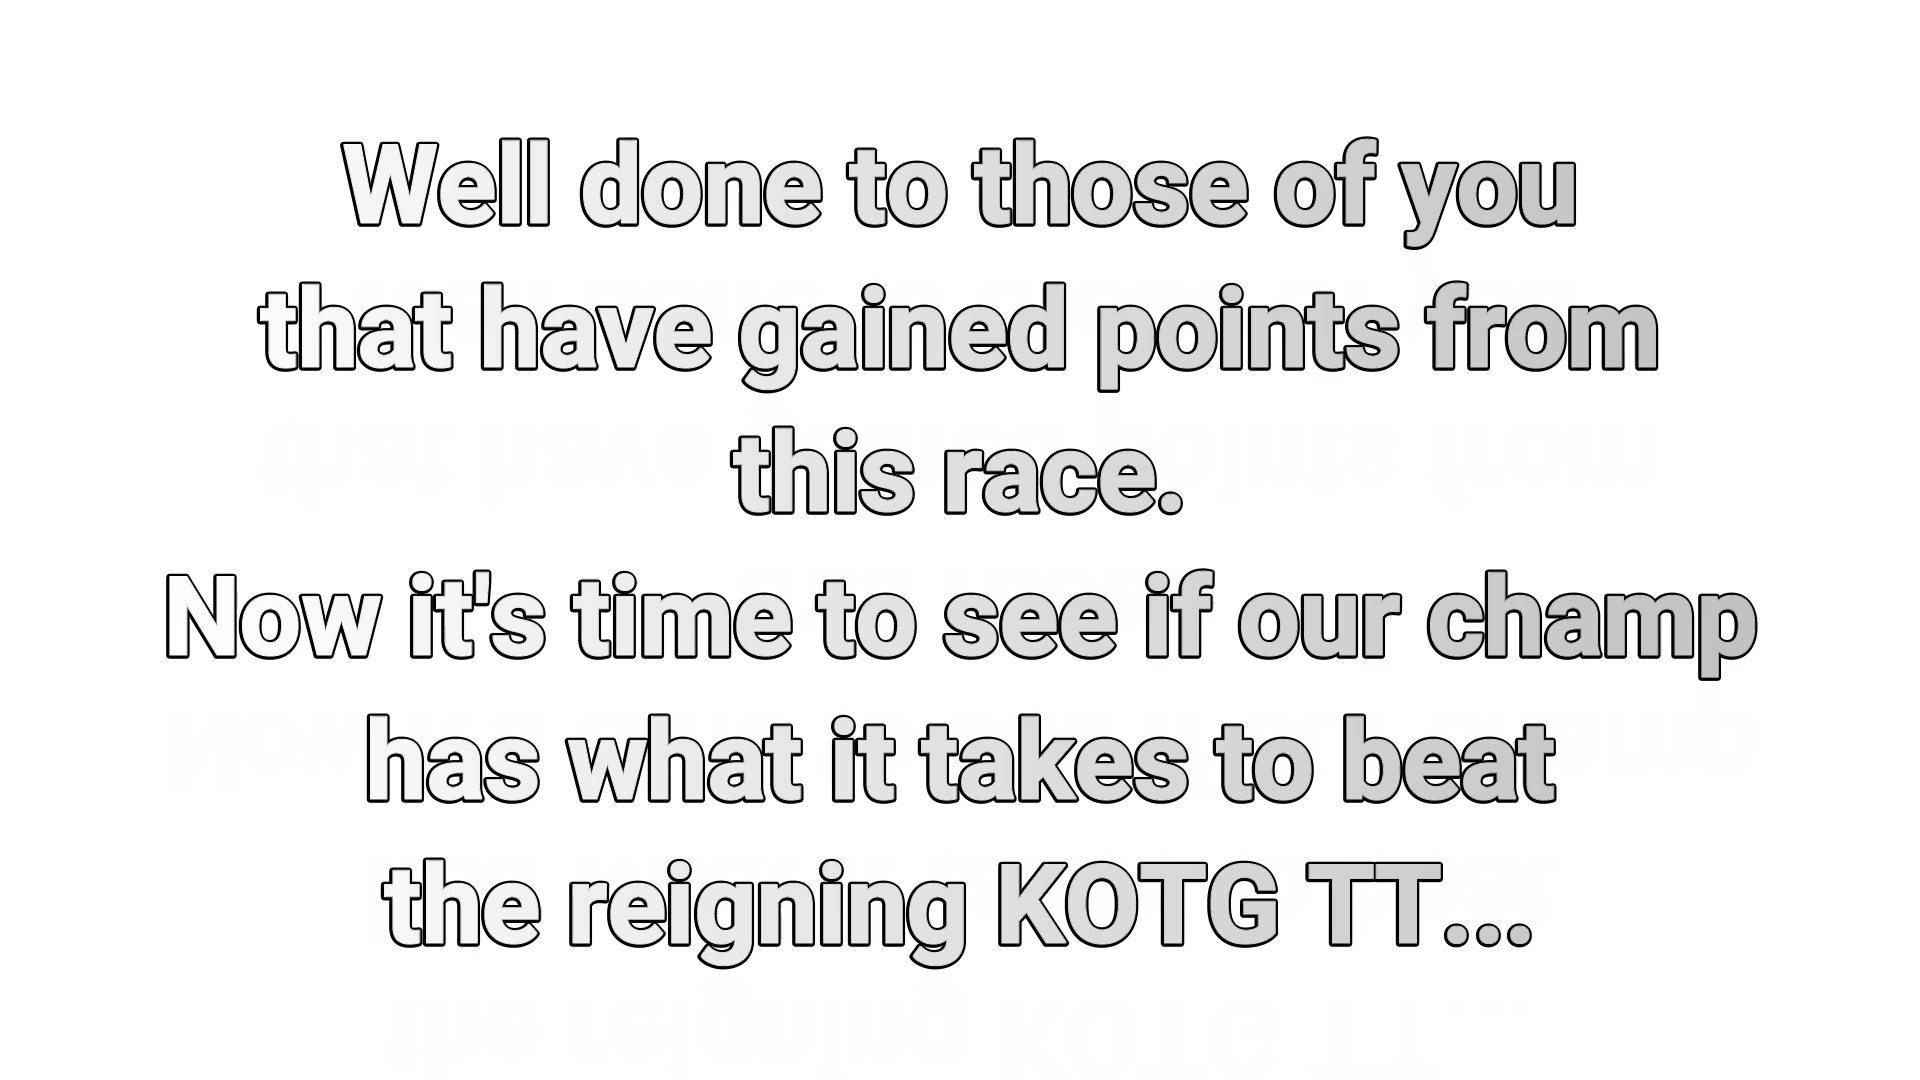 Well done to those of you
that have gained points from
this race.
Now it's time to see if our champ
has what it takes to beat
the reigning KOTG TT...